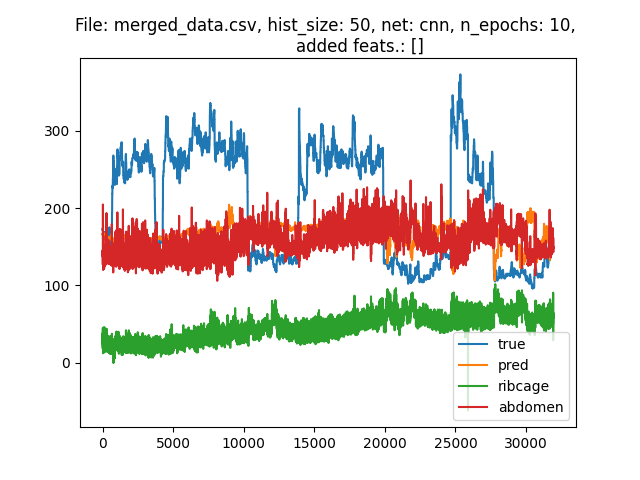 File: merged_data.csv, hist_size: 50, net: cnn, n_epochs: 10,
added feats.: []
300
200
100
0
0
5000
10000
15000
20000
25000
30000
true
pred
ribcage
abdomen